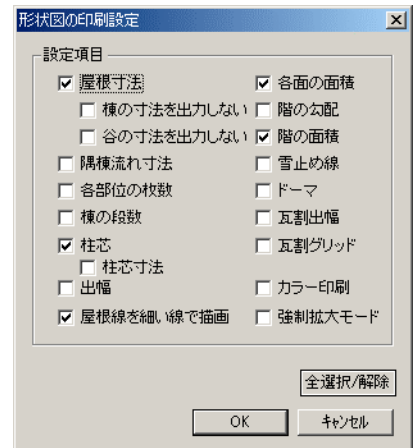 形状図の印刷設定
設定項目
屋根寸法
棟の寸法を出力しない
谷の寸法を出力しない
隅棟流れ寸法
各部位の枚数
棟の段数
柱芯
柱芯寸法
出幅
屋根線を細い線で描画
各面の面積
階の勾配
階の面積
雪止め線
ドーマ
瓦割出幅
瓦割グリッド
カラー印刷
強制拡大モード
全選択/解除
OK
キャンセル